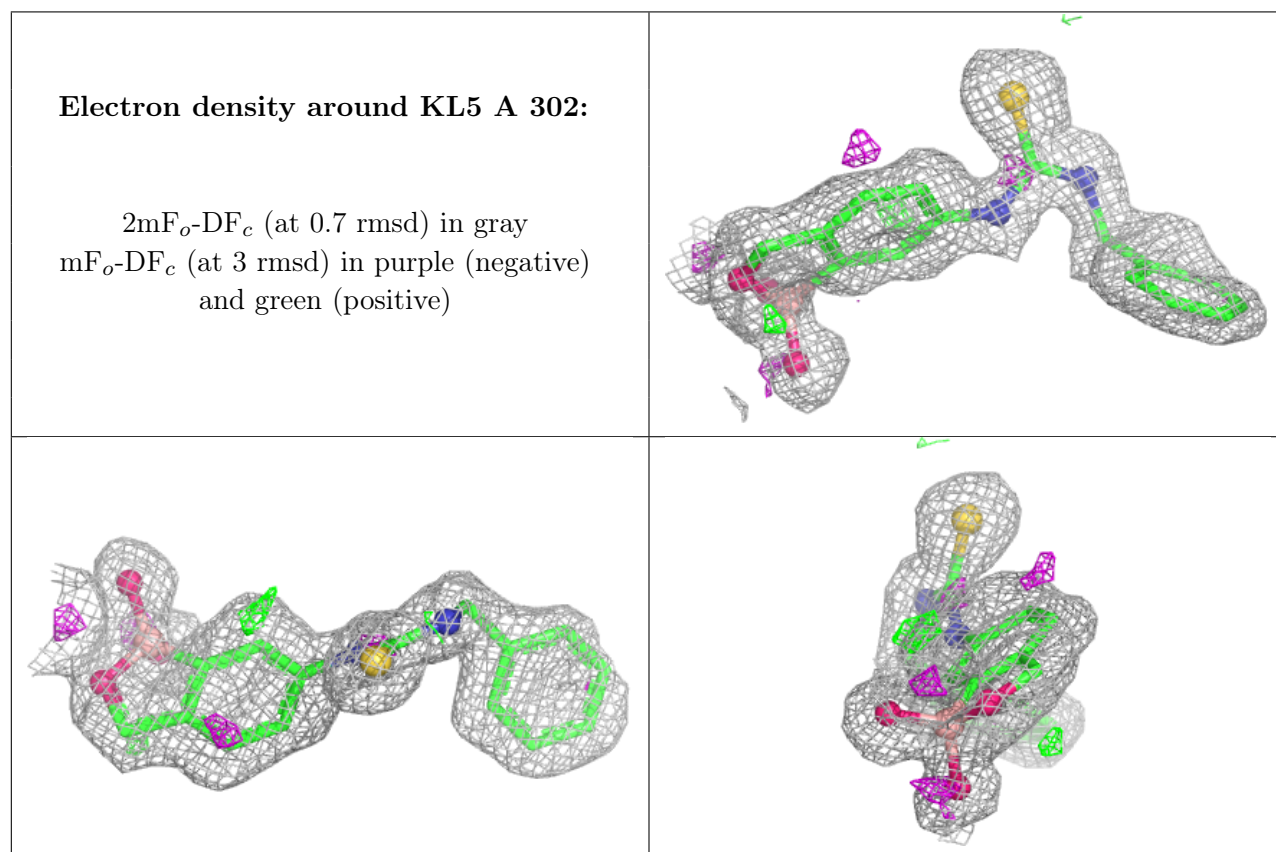 Electron density around KL5 A 302:
2mFo-DFc (at 0.7 rmsd) in gray
mFo-DFc (at 3 rmsd) in purple (negative)
and green (positive)